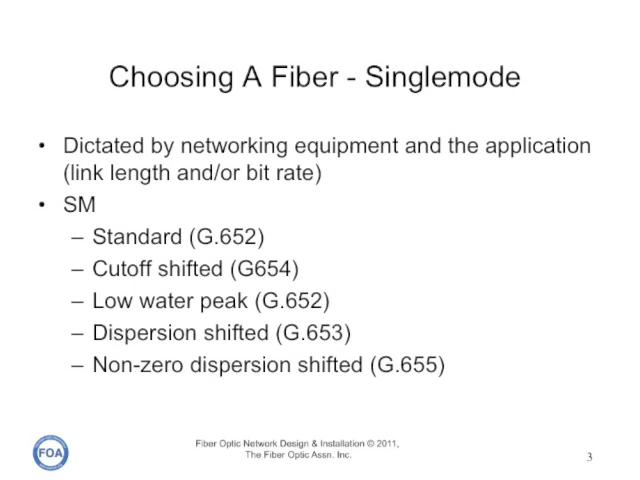 Choosing A Fiber - Singlemode
• Dictated by networking equipment and the application
(link length and/or bit rate)
• SM
– Standard (G.652)
– Cutoff shifted (G654)
– Low water peak (G.652)
– Dispersion shifted (G.653)
– Non-zero dispersion shifted (G.655)
FOA
Fiber Optic Network Design & Installation © 2011,
The Fiber Optic Assn. Inc.
3